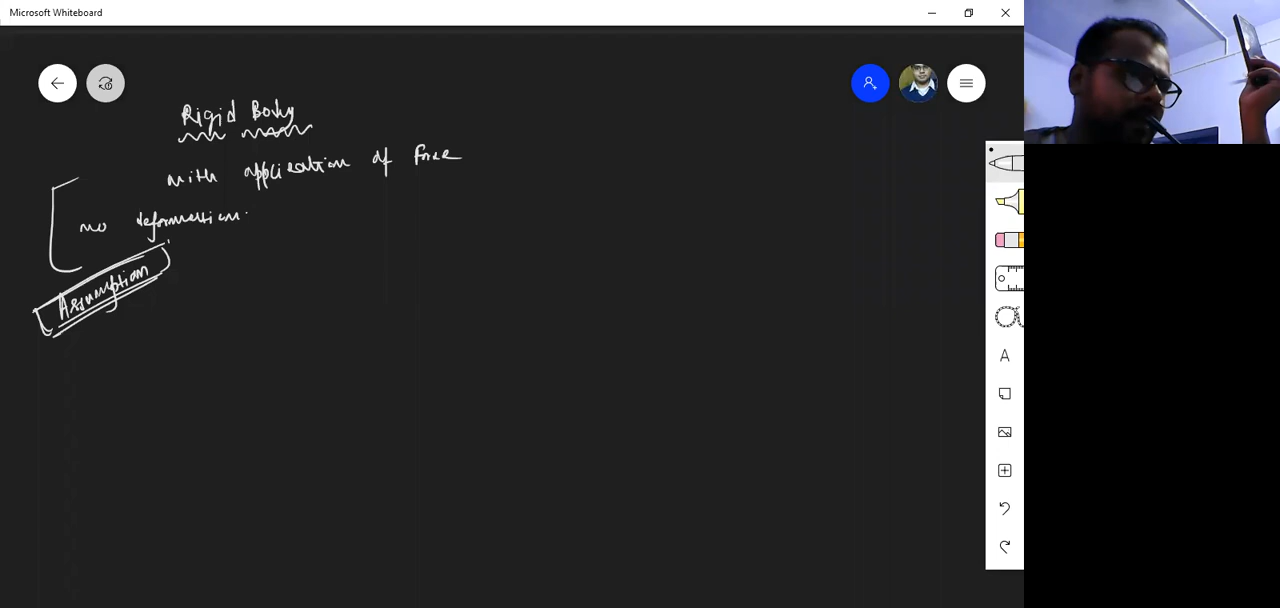 Microsoft Whiteboard
Rigid Body
with application of force
no deformation.
Assumption
A